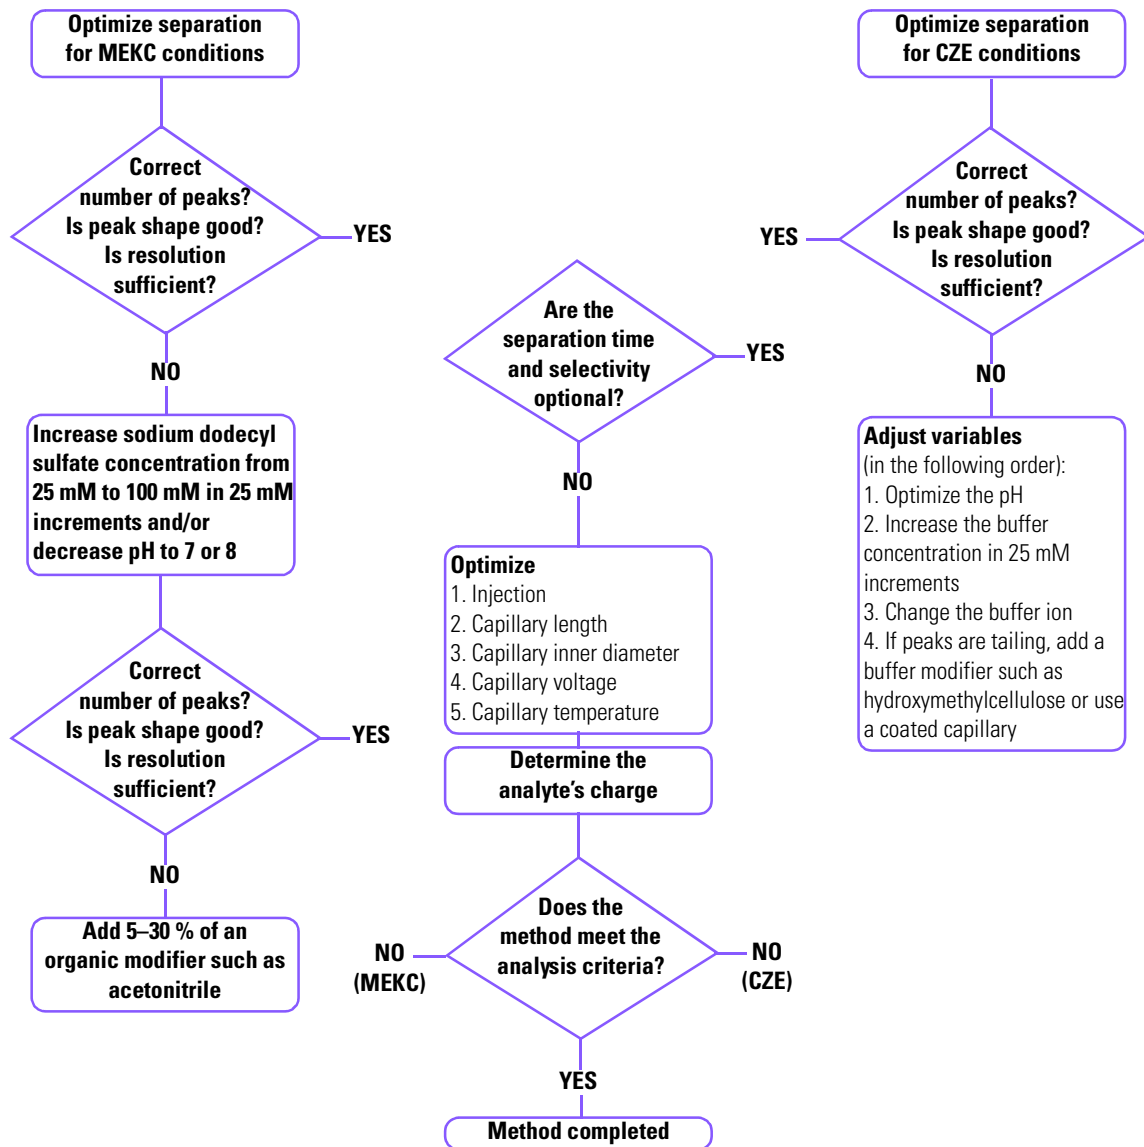 Optimize separation
for MEKC conditions
Correct
number of peaks?
Is peak shape good?
Is resolution
sufficient?
YES
NO
Increase sodium dodecyl
sulfate concentration from
25 mM to 100 mM in 25 mM
increments and/or
decrease pH to 7 or 8
Correct
number of peaks?
Is peak shape good?
Is resolution
sufficient?
YES
NO
Add 5–30 % of an
organic modifier such as
acetonitrile
Are the
separation time
and selectivity
optional?
YES
NO
Optimize
1. Injection
2. Capillary length
3. Capillary inner diameter
4. Capillary voltage
5. Capillary temperature
Determine the
analyte's charge
Does the
method meet the
analysis criteria?
NO
(MEKC)
NO
(CZE)
YES
Method completed
Optimize separation
for CZE conditions
Correct
number of peaks?
Is peak shape good?
Is resolution
sufficient?
YES
NO
Adjust variables
(in the following order):
1. Optimize the pH
2. Increase the buffer
concentration in 25 mM
increments
3. Change the buffer ion
4. If peaks are tailing, add a
buffer modifier such as
hydroxymethylcellulose or use
a coated capillary